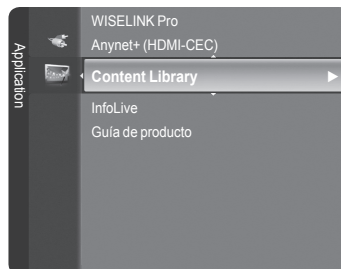 Application
WISELINK Pro
Anynet+ (HDMI-CEC)
Content Library
InfoLive
Guía de producto